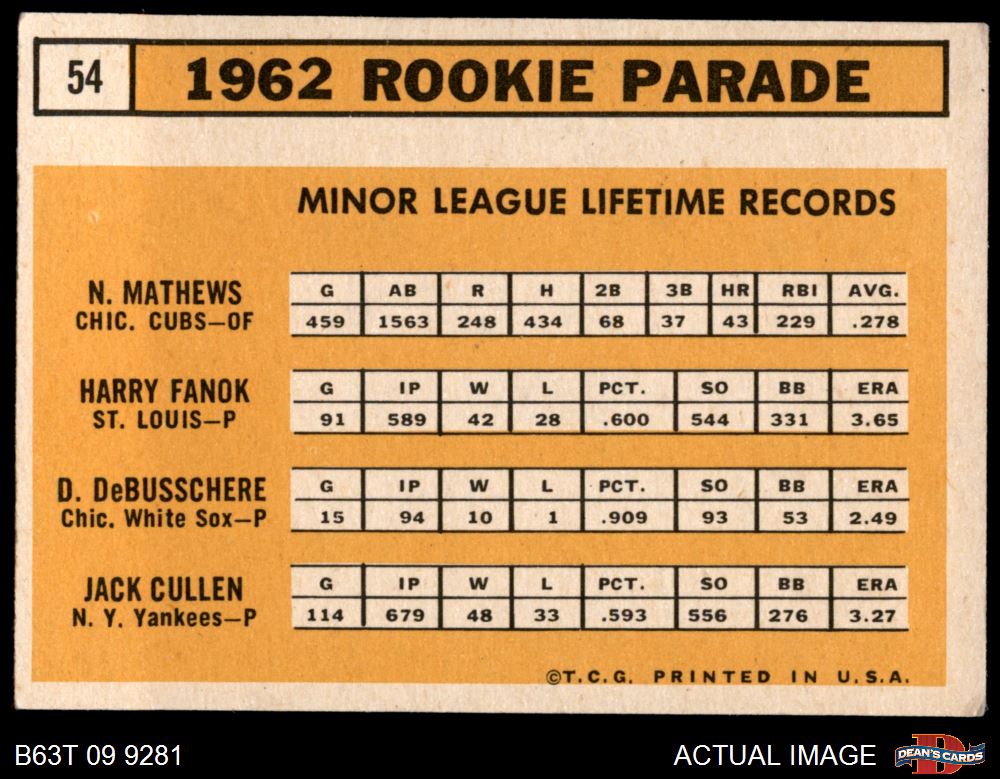 54 1962 ROOKIE PARADE
MINOR LEAGUE LIFETIME RECORDS
N. MATHEWS
CHIC. CUBS—OF
G AB R H 2B 3B HR RBI AVG.
459 1563 248 434 68 37 43 229 .278
HARRY FANOK
ST. LOUIS—P
G IP W L PCT. SO BB ERA
91 589 42 28 .600 544 331 3.65
D. DeBUSSCHERE
Chic. White Sox—P
G IP W L PCT. SO BB ERA
15 94 10 1 .909 93 53 2.49
JACK CULLEN
N. Y. Yankees—P
G IP W L PCT. SO BB ERA
114 679 48 33 .593 556 276 3.27
©T.C.G. PRINTED IN U.S.A.
B63T 09 9281 ACTUAL IMAGE DEAN'S CARDS